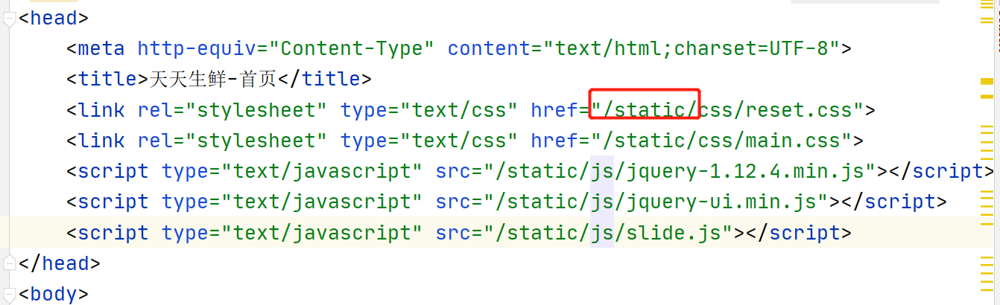 <head>
<meta http-equiv="Content-Type" content="text/html;charset=UTF-8">
<title>天天生鲜-首页</title>
<link rel="stylesheet" type="text/css" href="/static/css/reset.css">
<link rel="stylesheet" type="text/css" href="/static/css/main.css">
<script type="text/javascript" src="/static/js/jquery-1.12.4.min.js"></script>
<script type="text/javascript" src="/static/js/jquery-ui.min.js"></script>
<script type="text/javascript" src="/static/js/slide.js"></script>
</head>
<body>